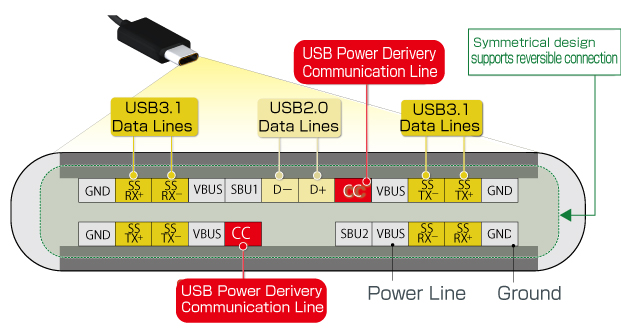 USB Power Derivery
Communication Line
Symmetrical design
supports reversible connection
USB3.1
Data Lines
USB2.0
Data Lines
USB3.1
Data Lines
GND SS RX+ SS RX− VBUS SBU1 D− D+ CC VBUS SS TX− SS TX+ GND
GND SS TX+ SS TX− VBUS CC SBU2 VBUS SS RX− SS RX+ GND
USB Power Derivery
Communication Line
Power Line
Ground